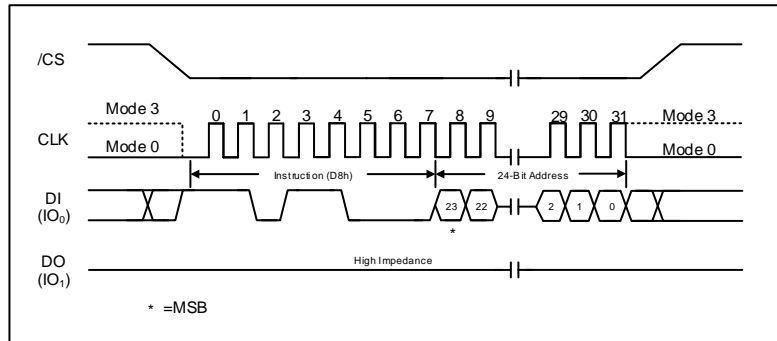 /CS
Mode 3
0 1 2 3 4 5 6 7 8 9 29 30 31
Mode 3
CLK
Mode 0
Mode 0
Instruction (D8h)
24-Bit Address
DI
(IO₀)
23 22 2 1 0
*
DO
(IO₁)
High Impedance
* =MSB